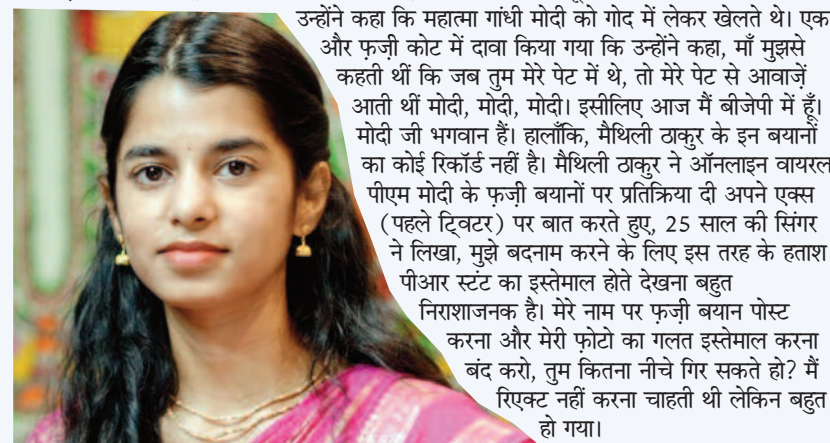 उन्होंने कहा कि महात्मा गांधी मोदी को गोद में लेकर खेलते थे। एक
और फ़ज़ी कोट में दावा किया गया कि उन्होंने कहा, माँ मुझसे
कहती थीं कि जब तुम मेरे पेट में थे, तो मेरे पेट से आवाज़ें
आती थीं मोदी, मोदी, मोदी। इसीलिए आज मैं बीजेपी में हूँ।
मोदी जी भगवान हैं। हालाँकि, मैथिली ठाकुर के इन बयानों
का कोई रिकॉर्ड नहीं है। मैथिली ठाकुर ने ऑनलाइन वायरल
पीएम मोदी के फ़ज़ी बयानों पर प्रतिक्रिया दी अपने एक्स
(पहले ट्विटर) पर बात करते हुए, 25 साल की सिंगर
ने लिखा, मुझे बदनाम करने के लिए इस तरह के हताश
पीआर स्टंट का इस्तेमाल होते देखना बहुत
निराशाजनक है। मेरे नाम पर फ़ज़ी बयान पोस्ट
करना और मेरी फ़ोटो का गलत इस्तेमाल करना
बंद करो, तुम कितना नीचे गिर सकते हो? मैं
रिएक्ट नहीं करना चाहती थी लेकिन बहुत
हो गया।